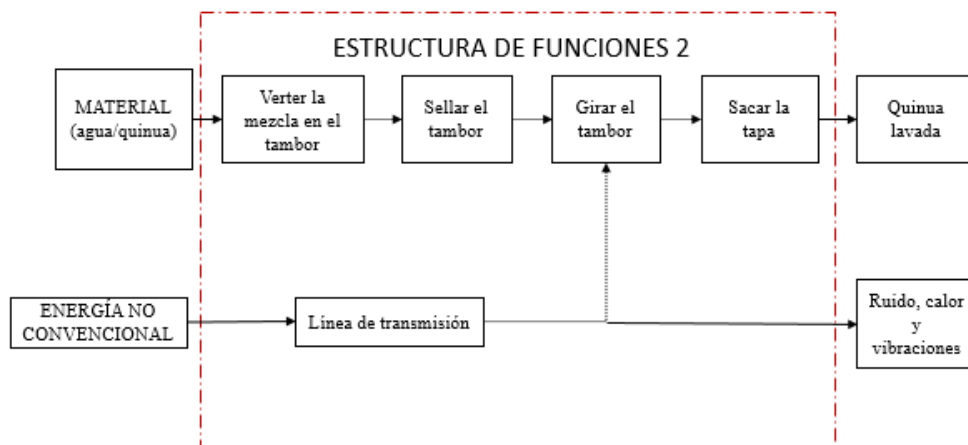 ESTRUCTURA DE FUNCIONES 2
MATERIAL
(agua/quinua)
Verter la
mezcla en el
tambor
Sellar el
tambor
Girar el
tambor
Sacar la
tapa
Quinua
lavada
ENERGÍA NO
CONVENCIONAL
Línea de transmisión
Ruido, calor
y
vibraciones